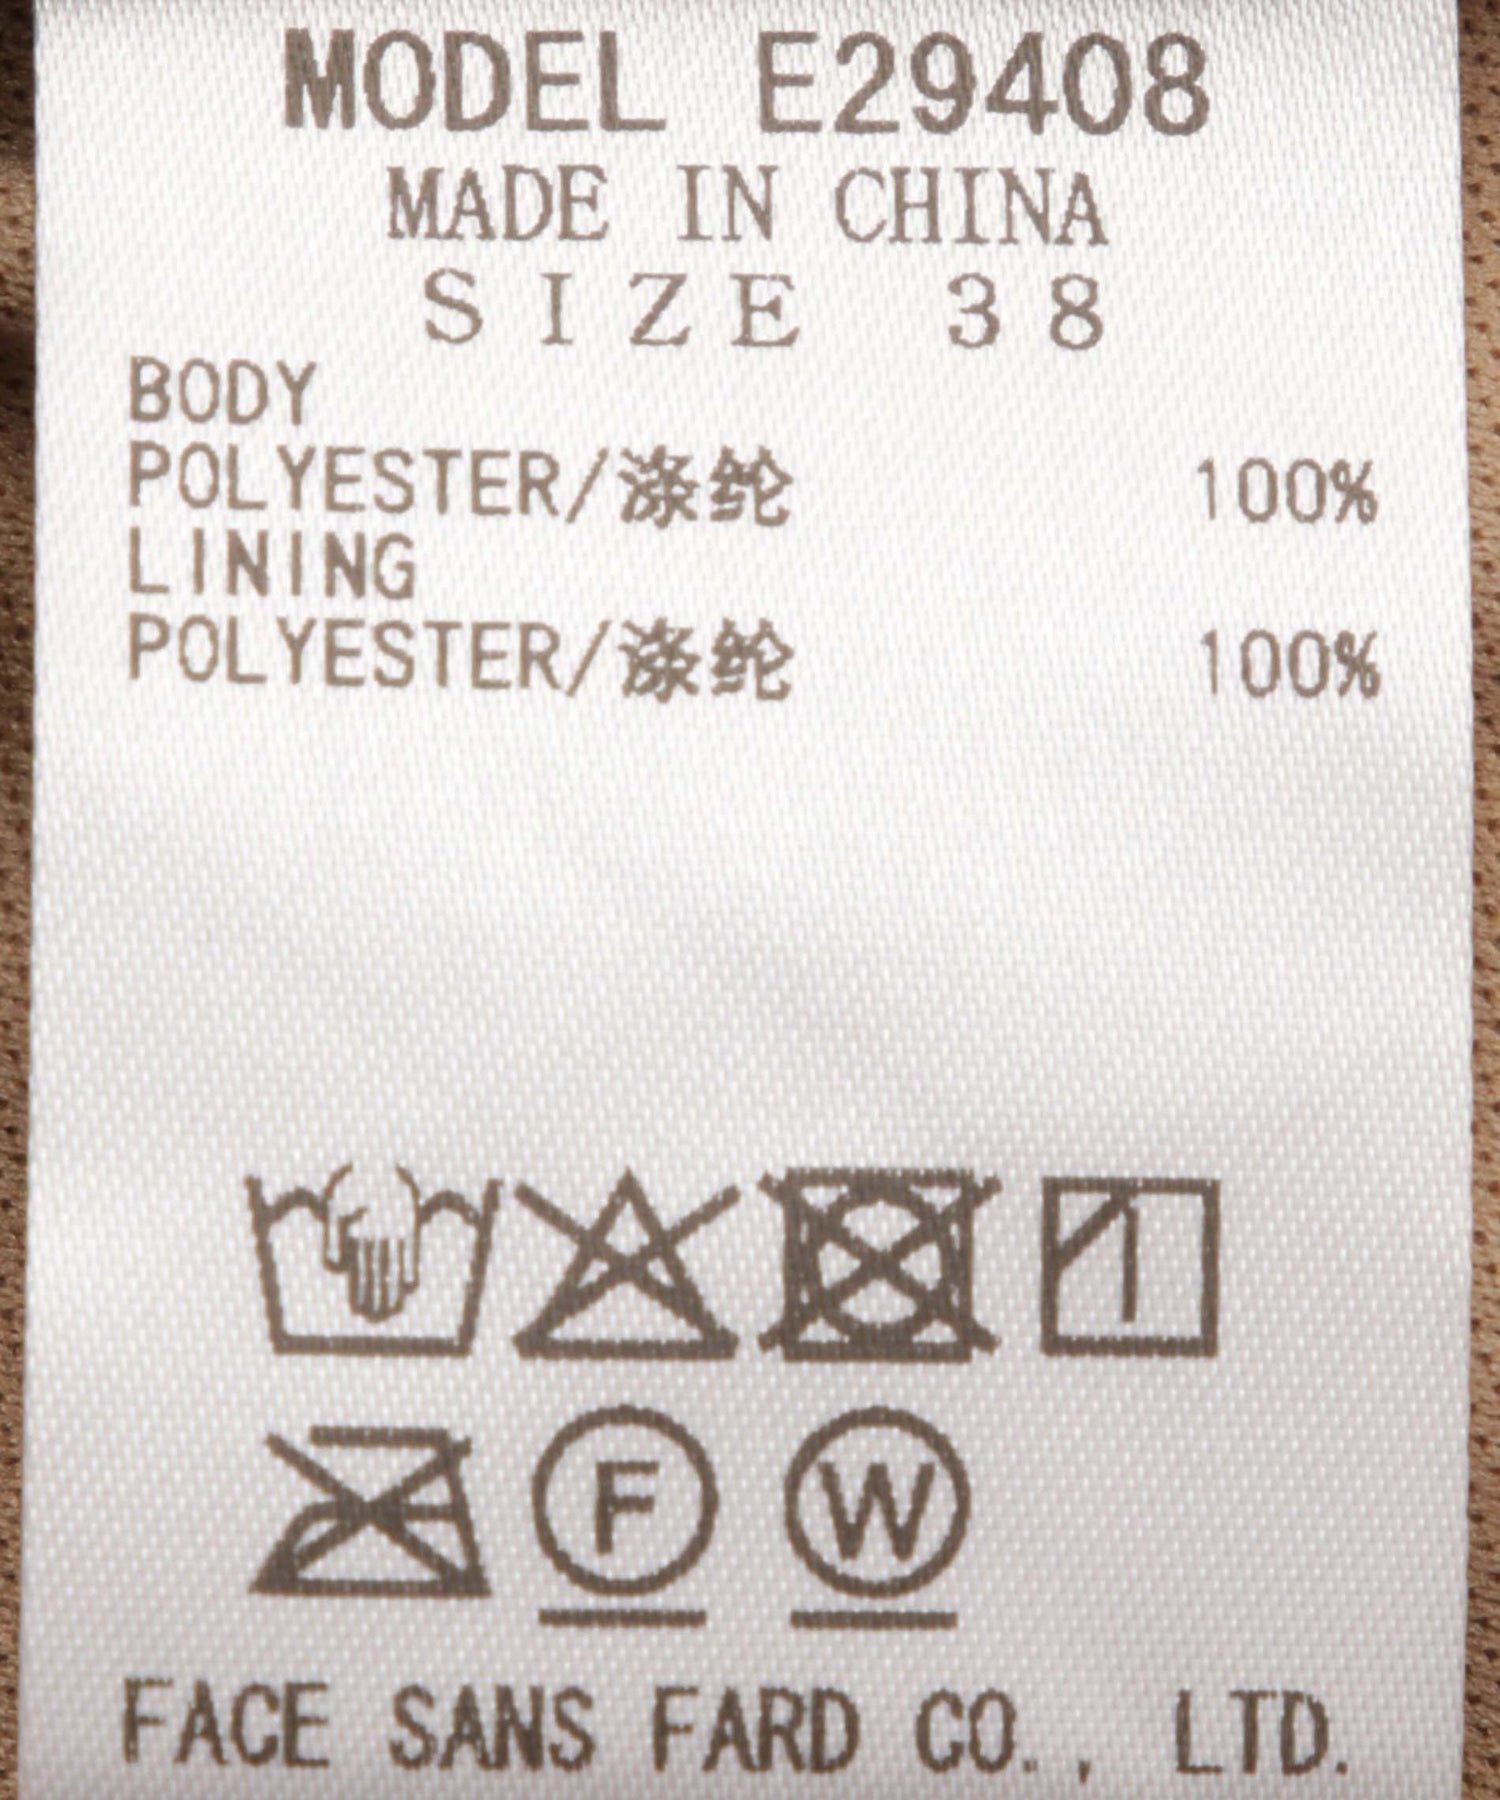 MODEL E29408
MADE IN CHINA
SIZE 38
BODY
POLYESTER/涤纶 100%
LINING
POLYESTER/涤纶 100%
F W
FACE SANS FARD CO., LTD.